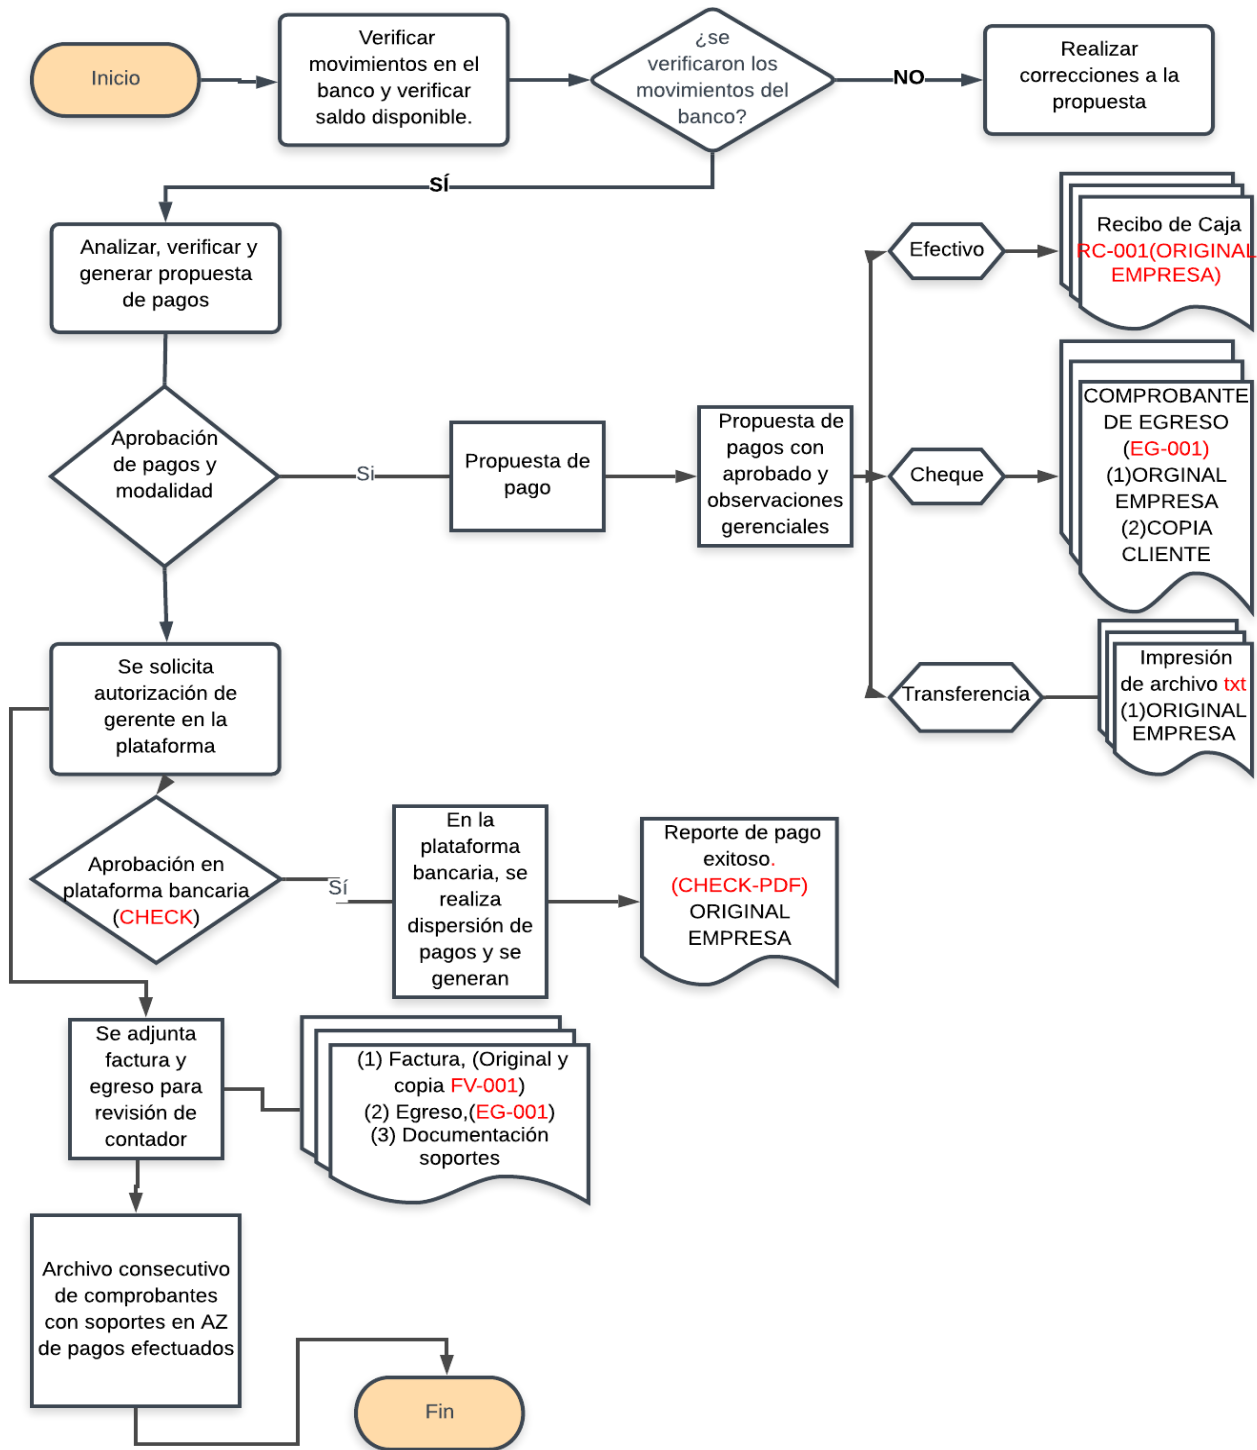 Inicio
Verificar
movimientos en el
banco y verificar
saldo disponible.
¿se
verificaron los
movimientos del
banco?
NO
Realizar
correcciones a la
propuesta
SÍ
Analizar, verificar y
generar propuesta
de pagos
Efectivo
Recibo de Caja
RC-001(ORIGINAL
EMPRESA)
Aprobación
de pagos y
modalidad
Si
Propuesta de
pago
Propuesta de
pagos con
aprobado y
observaciones
gerenciales
Cheque
COMPROBANTE
DE EGRESO
(EG-001)
(1)ORGINAL
EMPRESA
(2)COPIA
CLIENTE
Se solicita
autorización de
gerente en la
plataforma
Transferencia
Impresión
de archivo txt
(1)ORIGINAL
EMPRESA
Aprobación en
plataforma bancaria
(CHECK)
Sí
En la
plataforma
bancaria, se
realiza
dispersión de
pagos y se
generan
Reporte de pago
exitoso.
(CHECK-PDF)
ORIGINAL
EMPRESA
Se adjunta
factura y
egreso para
revisión de
contador
(1) Factura, (Original y
copia FV-001)
(2) Egreso,(EG-001)
(3) Documentación
soportes
Archivo consecutivo
de comprobantes
con soportes en AZ
de pagos efectuados
Fin